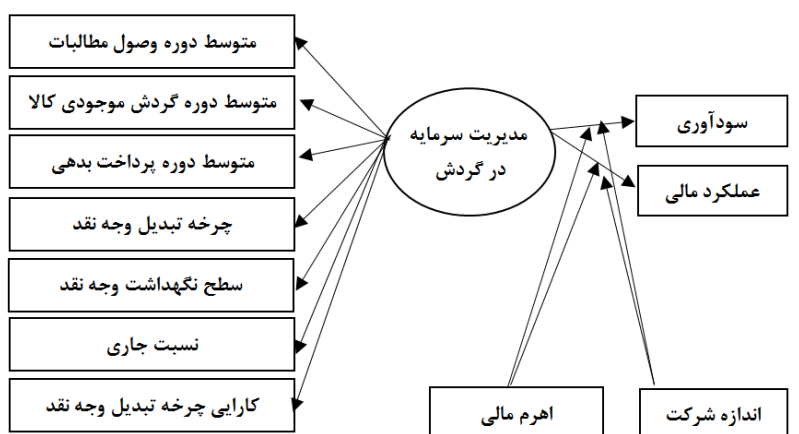 متوسط دوره وصول مطالبات
متوسط دوره گردش موجودی کالا
متوسط دوره پرداخت بدهی
چرخه تبدیل وجه نقد
سطح نگهداشت وجه نقد
نسبت جاری
کارایی چرخه تبدیل وجه نقد
مدیریت سرمایه
در گردش
سودآوری
عملکرد مالی
اهرم مالی
اندازه شرکت